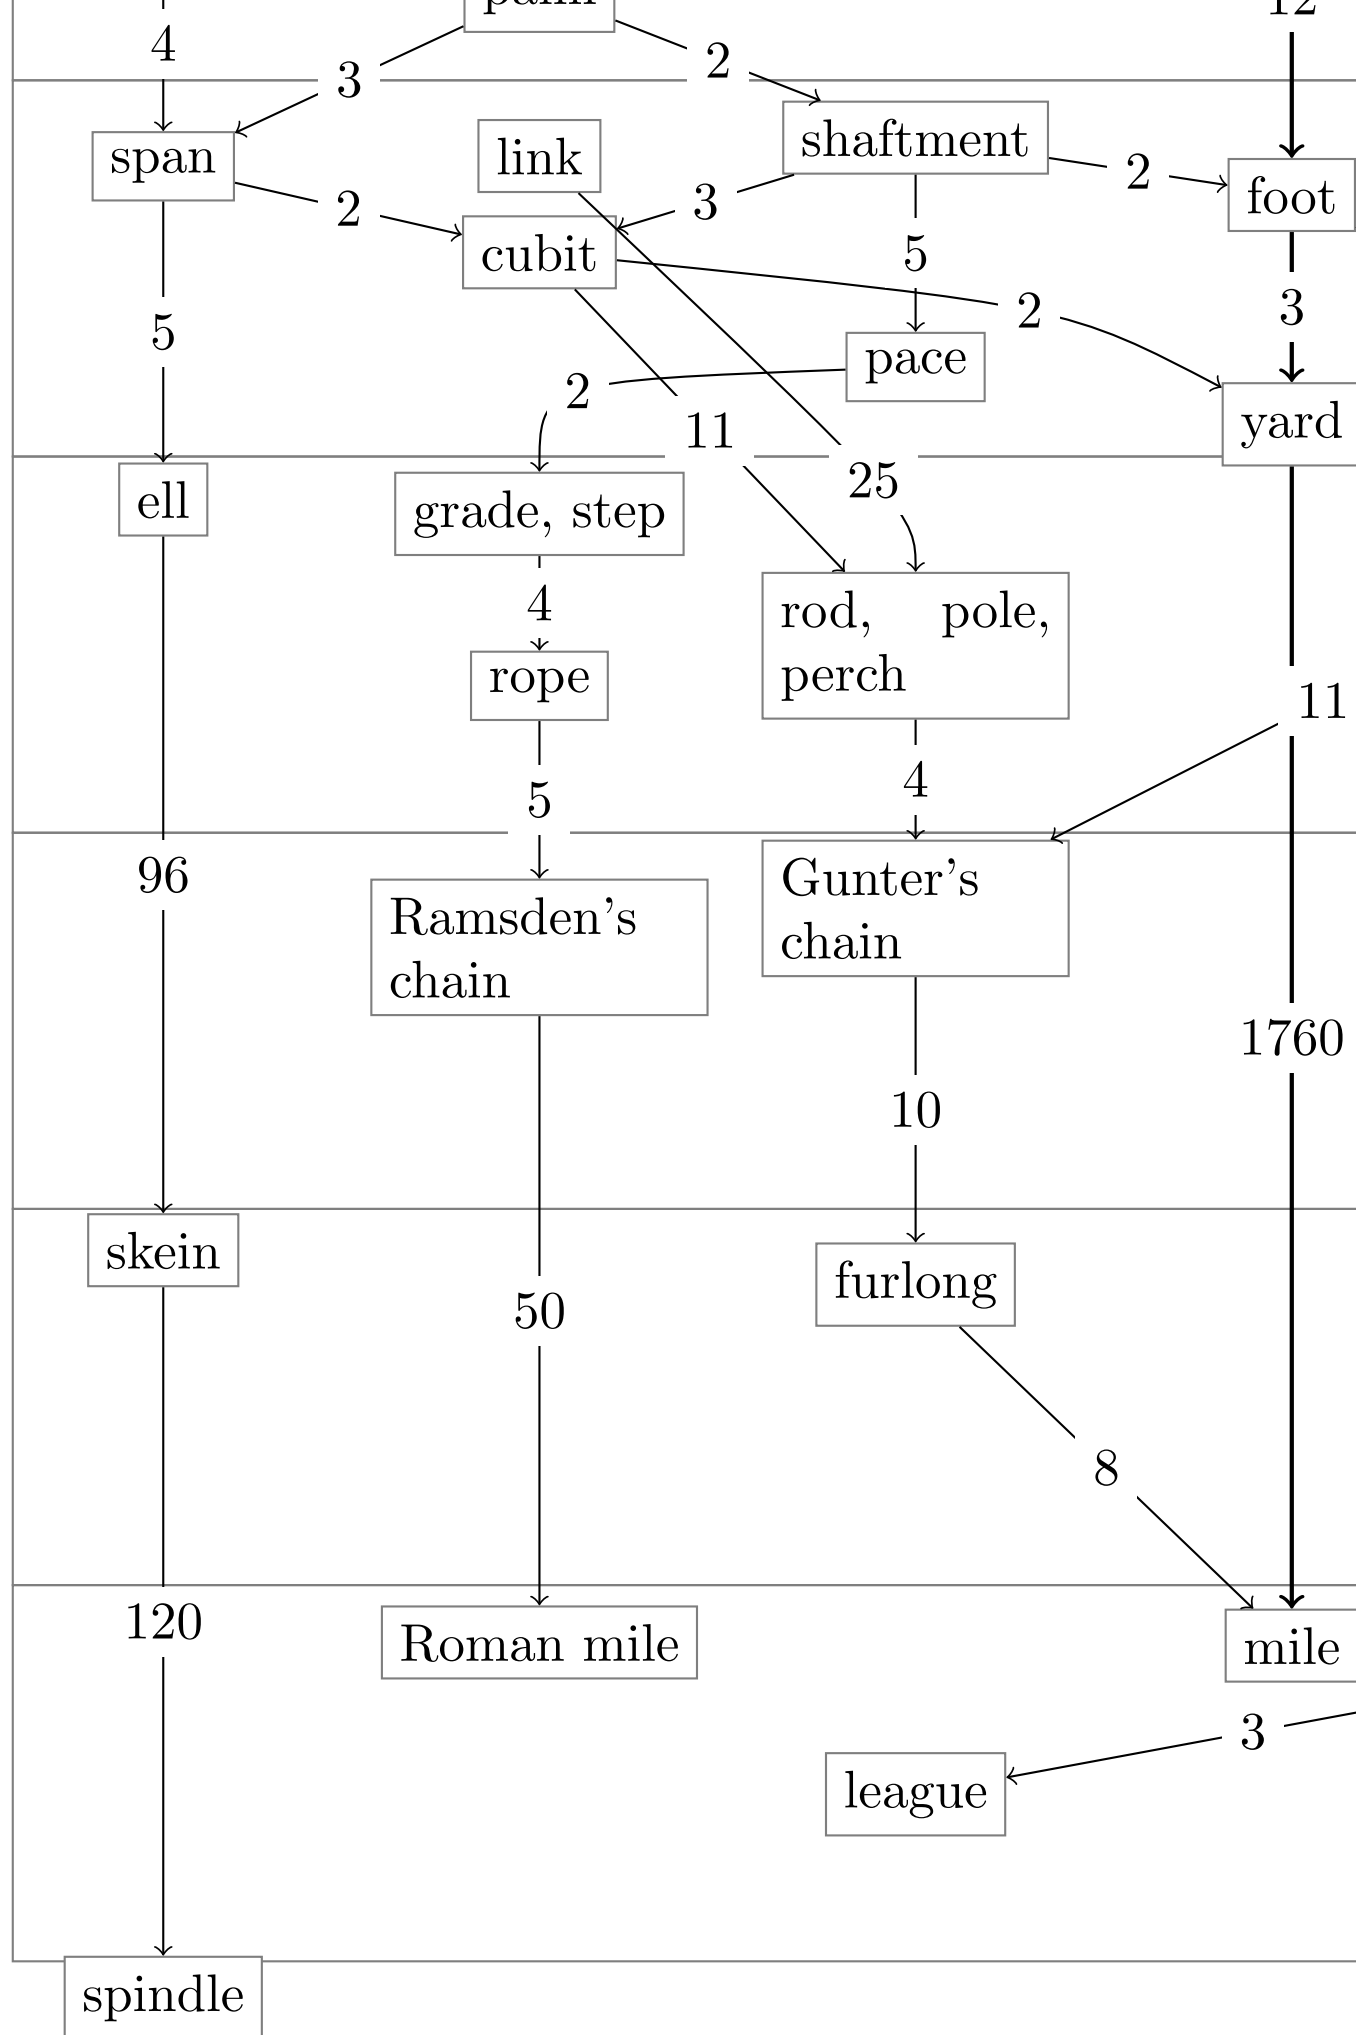 12
4
2
3
shaftment
span
link
2
foot
3
2
cubit
5
3
2
5
pace
2
yard
11
25
ell
grade, step
4
rod, pole,
perch
rope
11
4
5
96
Gunter's
chain
Ramsden's
chain
1760
10
skein
furlong
50
8
120
Roman mile
mile
3
league
spindle